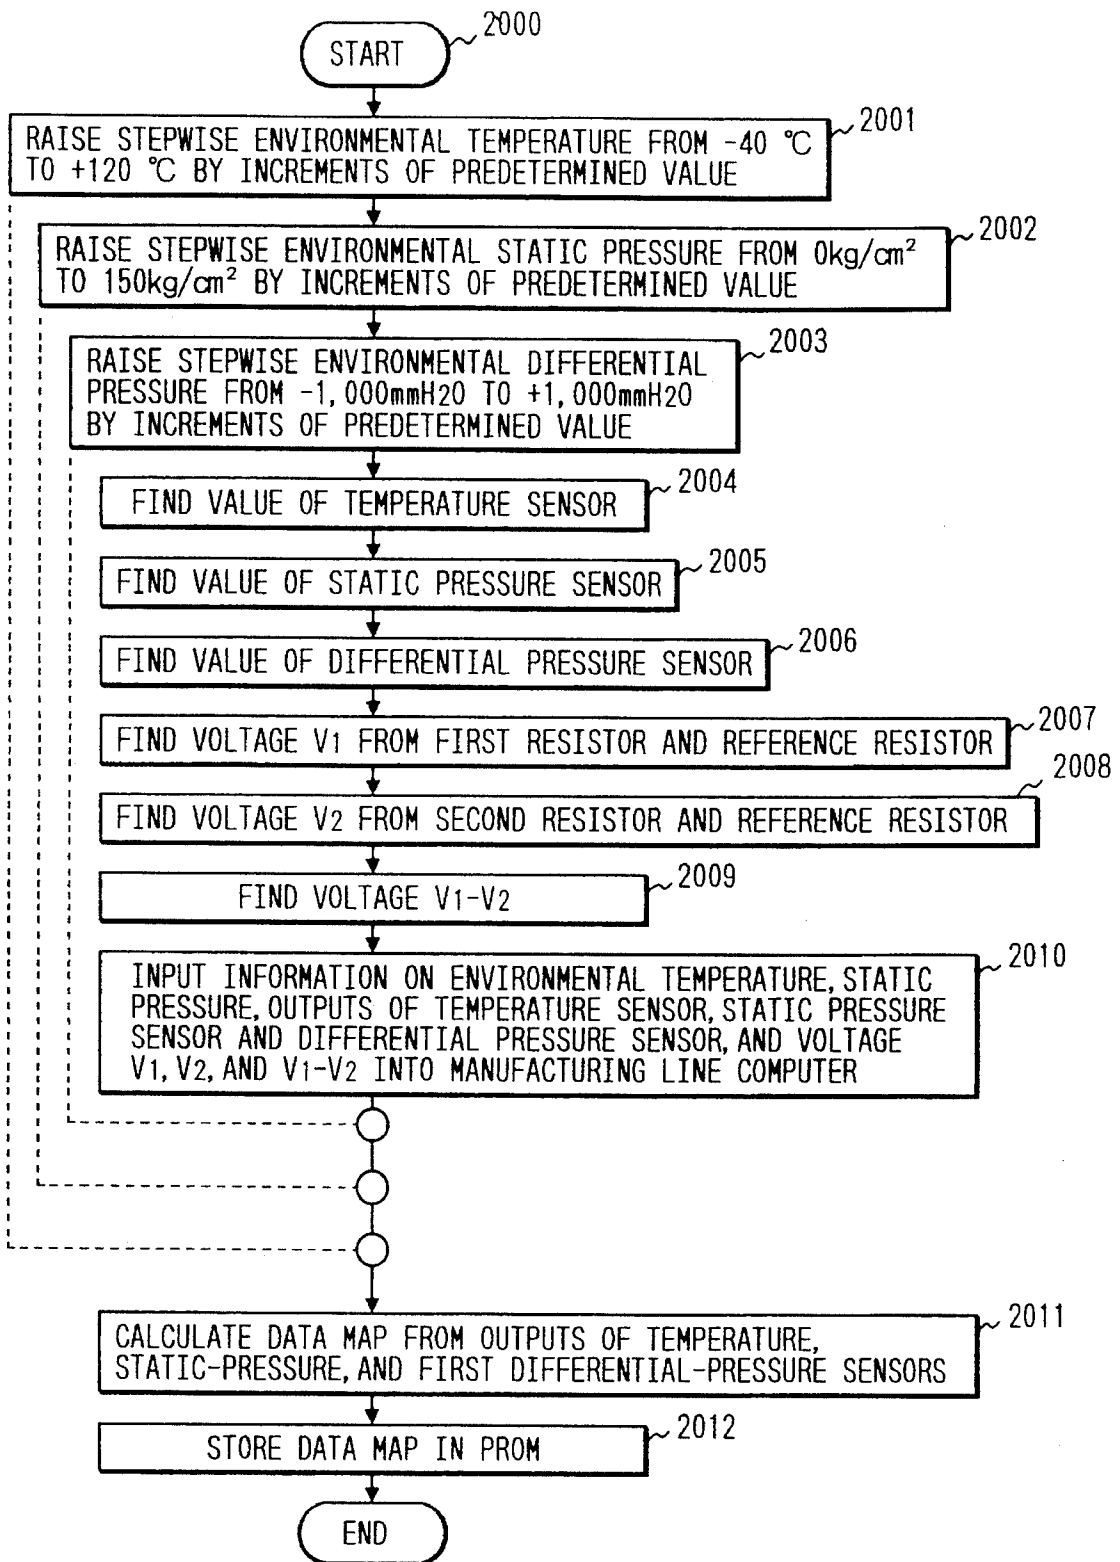 2000
START
2001
RAISE STEPWISE ENVIRONMENTAL TEMPERATURE FROM -40 ℃
TO +120 ℃ BY INCREMENTS OF PREDETERMINED VALUE
2002
RAISE STEPWISE ENVIRONMENTAL STATIC PRESSURE FROM 0kg/cm²
TO 150kg/cm² BY INCREMENTS OF PREDETERMINED VALUE
2003
RAISE STEPWISE ENVIRONMENTAL DIFFERENTIAL
PRESSURE FROM -1,000mmH2O TO +1,000mmH2O
BY INCREMENTS OF PREDETERMINED VALUE
2004
FIND VALUE OF TEMPERATURE SENSOR
2005
FIND VALUE OF STATIC PRESSURE SENSOR
2006
FIND VALUE OF DIFFERENTIAL PRESSURE SENSOR
2007
FIND VOLTAGE V1 FROM FIRST RESISTOR AND REFERENCE RESISTOR
2008
FIND VOLTAGE V2 FROM SECOND RESISTOR AND REFERENCE RESISTOR
2009
FIND VOLTAGE V1-V2
2010
INPUT INFORMATION ON ENVIRONMENTAL TEMPERATURE, STATIC
PRESSURE, OUTPUTS OF TEMPERATURE SENSOR, STATIC PRESSURE
SENSOR AND DIFFERENTIAL PRESSURE SENSOR, AND VOLTAGE
V1, V2, AND V1-V2 INTO MANUFACTURING LINE COMPUTER
2011
CALCULATE DATA MAP FROM OUTPUTS OF TEMPERATURE,
STATIC-PRESSURE, AND FIRST DIFFERENTIAL-PRESSURE SENSORS
2012
STORE DATA MAP IN PROM
END